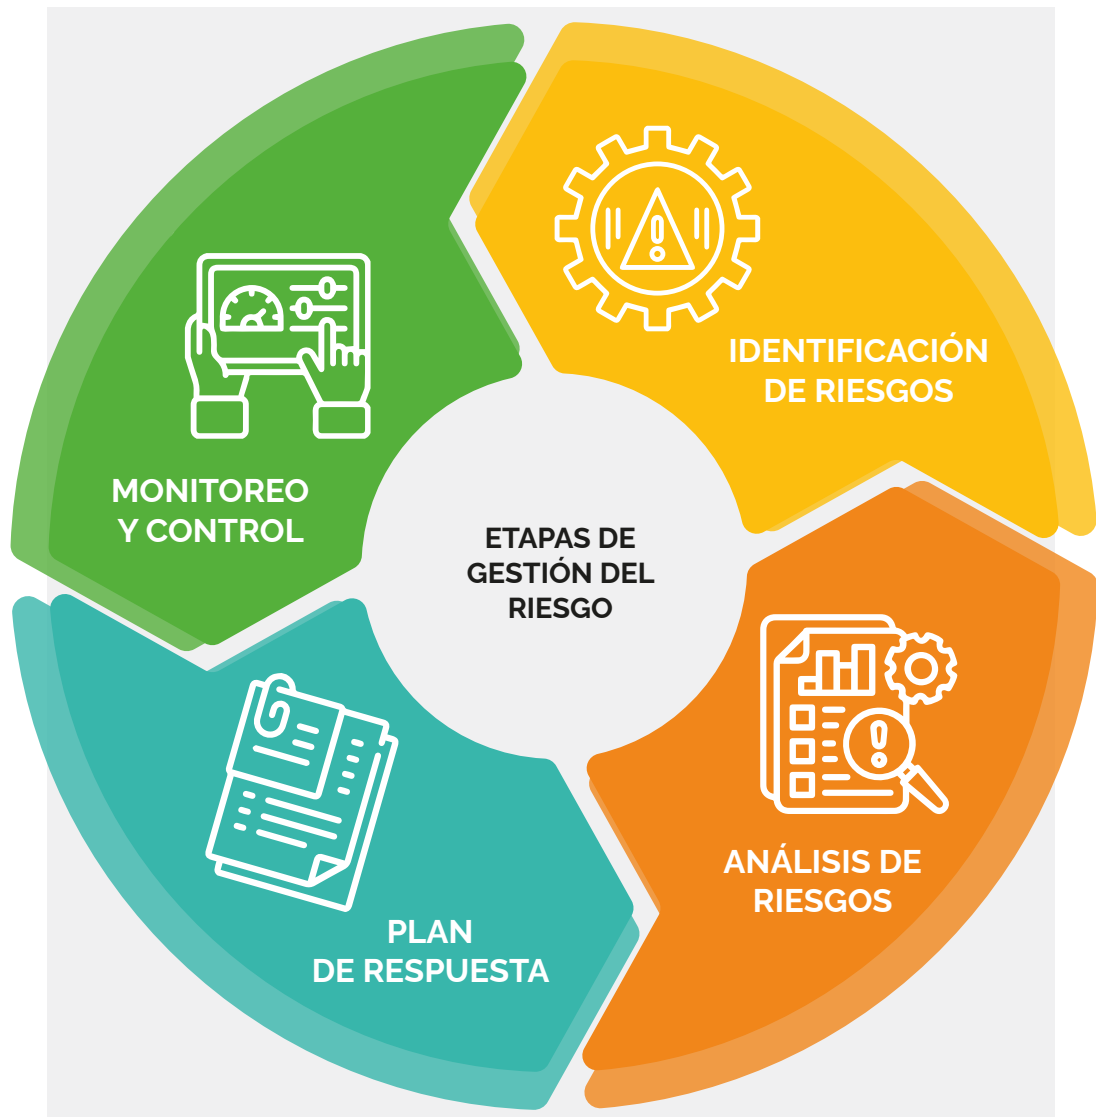 IDENTIFICACIÓN
DE RIESGOS
ANÁLISIS DE
RIESGOS
PLAN
DE RESPUESTA
MONITOREO
Y CONTROL
ETAPAS DE
GESTIÓN DEL
RIESGO